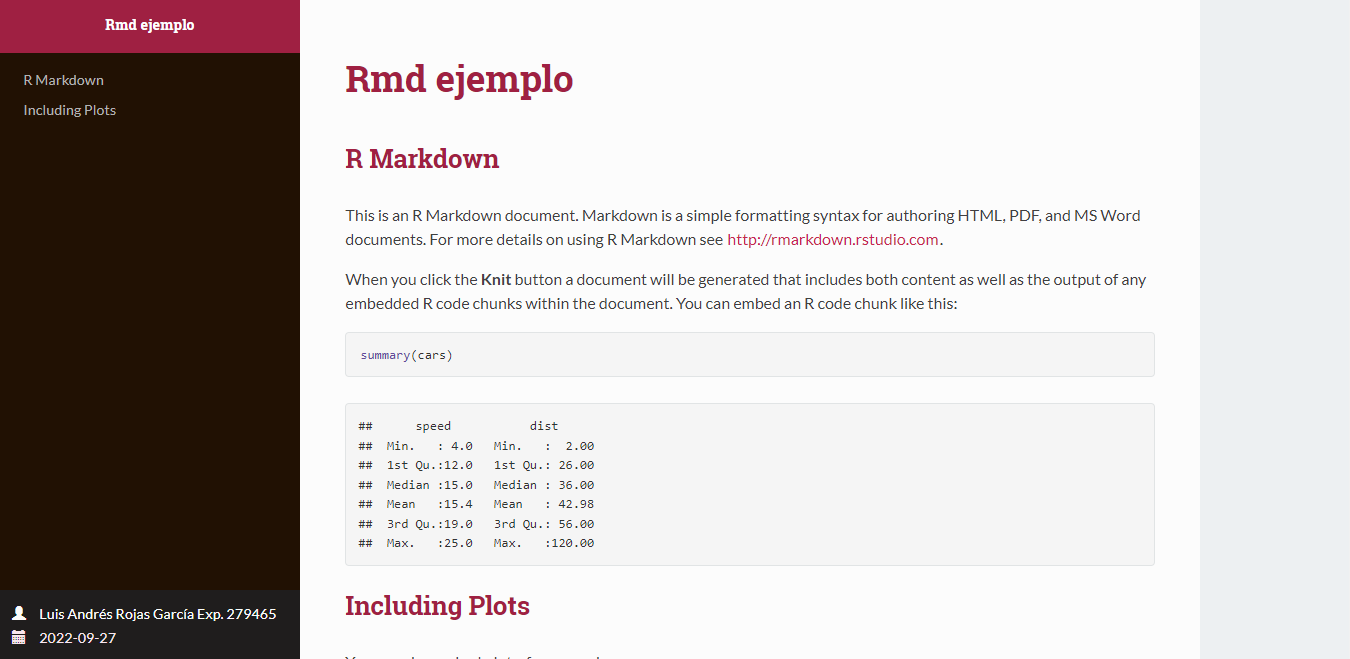 Rmd ejemplo
R Markdown
Including Plots
Luis Andrés Rojas García Exp. 279465
2022-09-27
Rmd ejemplo
R Markdown
This is an R Markdown document. Markdown is a simple formatting syntax for authoring HTML, PDF, and MS Word
documents. For more details on using R Markdown see http://rmarkdown.rstudio.com.
When you click the Knit button a document will be generated that includes both content as well as the output of any
embedded R code chunks within the document. You can embed an R code chunk like this:
summary(cars)
##      speed           dist
##  Min.   : 4.0   Min.   :  2.00
##  1st Qu.:12.0   1st Qu.: 26.00
##  Median :15.0   Median : 36.00
##  Mean   :15.4   Mean   : 42.98
##  3rd Qu.:19.0   3rd Qu.: 56.00
##  Max.   :25.0   Max.   :120.00
Including Plots